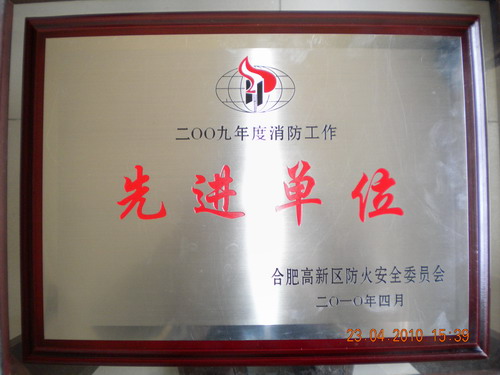 二OO九年度消防工作
先进单位
合肥高新区防火安全委员会
二O一O年四月
23.04.2010 15:39